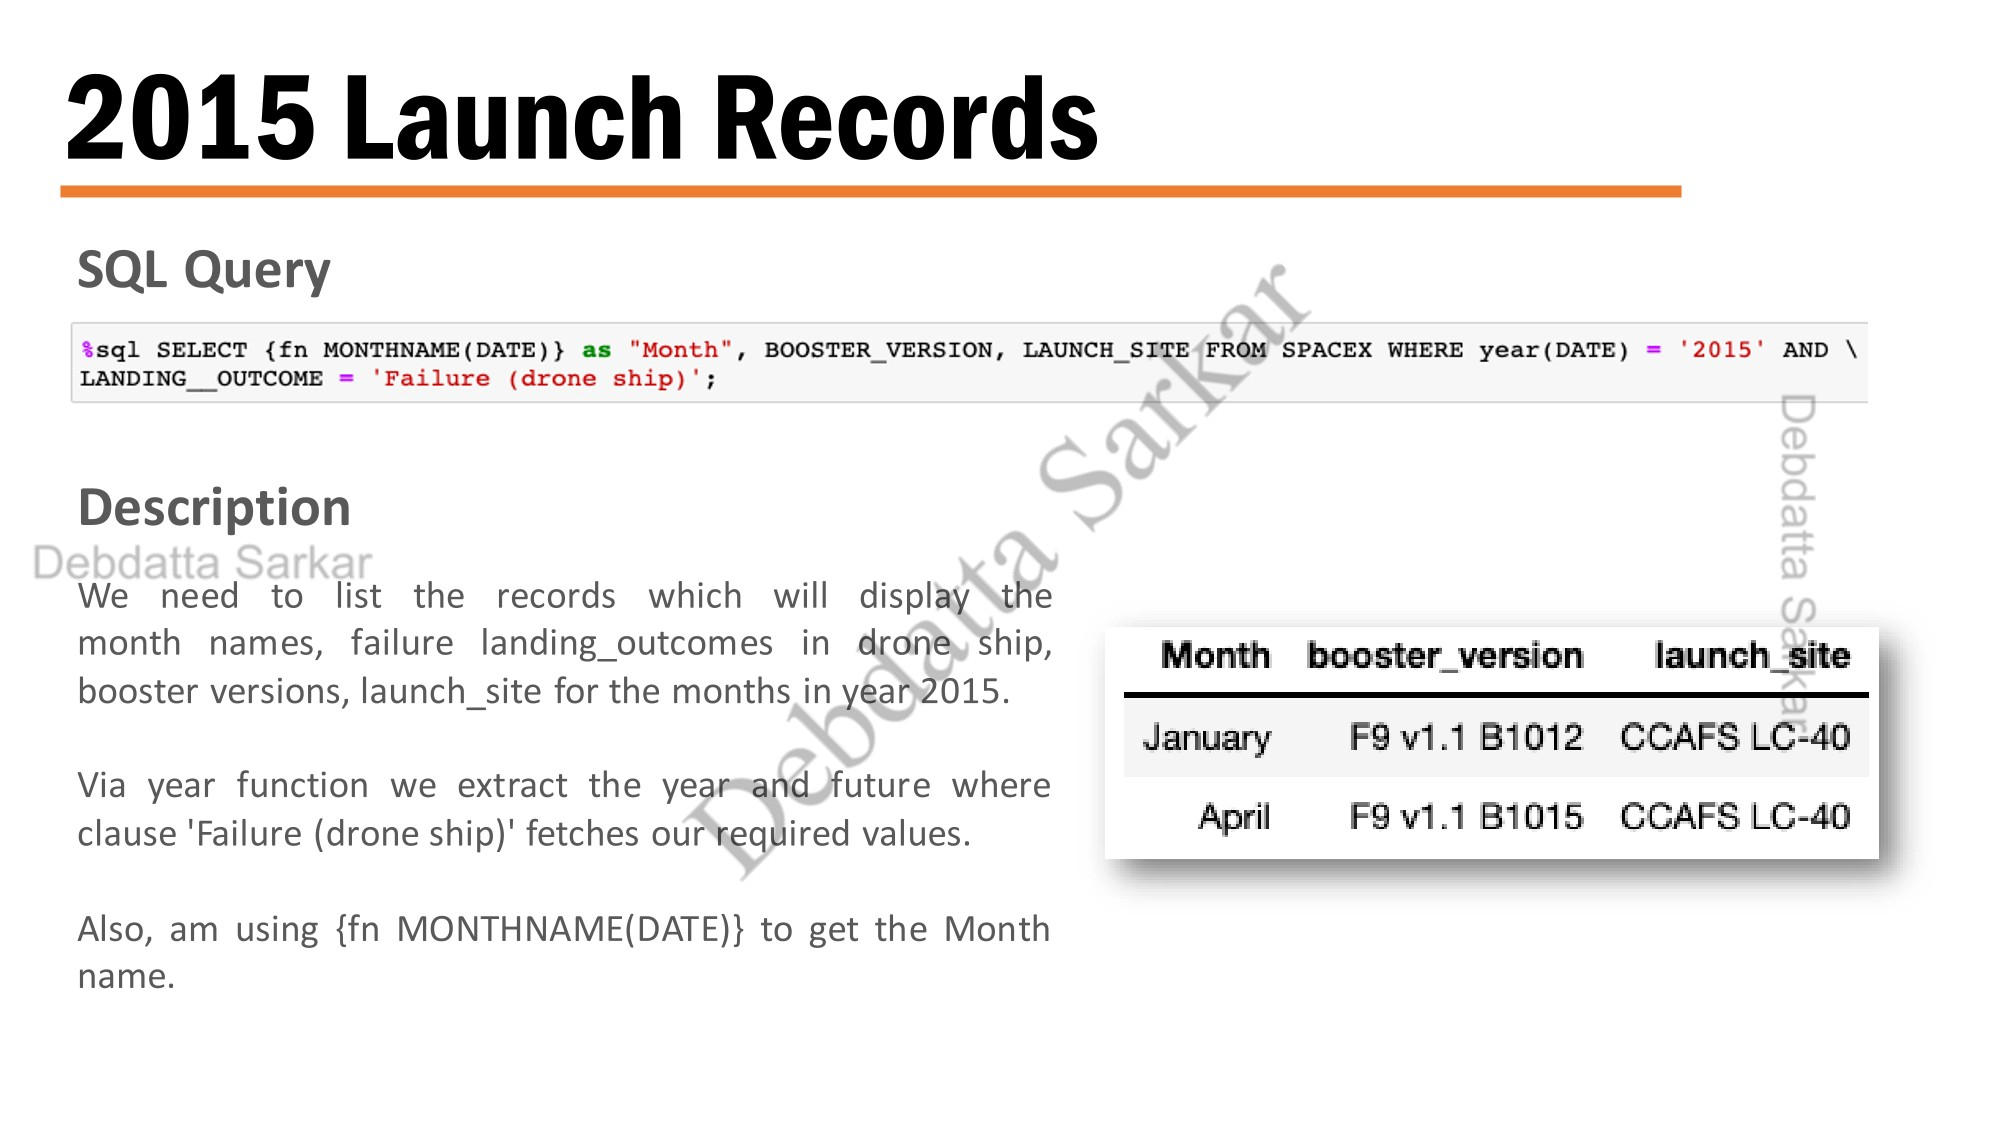 2015 Launch Records
SQL Query
%sql SELECT {fn MONTHNAME(DATE)} as "Month", BOOSTER_VERSION, LAUNCH_SITE FROM SPACEX WHERE year(DATE) = '2015' AND \
LANDING__OUTCOME = 'Failure (drone ship)';
Description
Debdatta Sarkar
We need to list the records which will display the
month names, failure landing_outcomes in drone ship,
booster versions, launch_site for the months in year 2015.
Via year function we extract the year and future where
clause 'Failure (drone ship)' fetches our required values.
Also, am using {fn MONTHNAME(DATE)} to get the Month
name.
Debdatta Sarkar
Debdatta Sarkar
Month booster_version launch_site
January F9 v1.1 B1012 CCAFS LC-40
April F9 v1.1 B1015 CCAFS LC-40